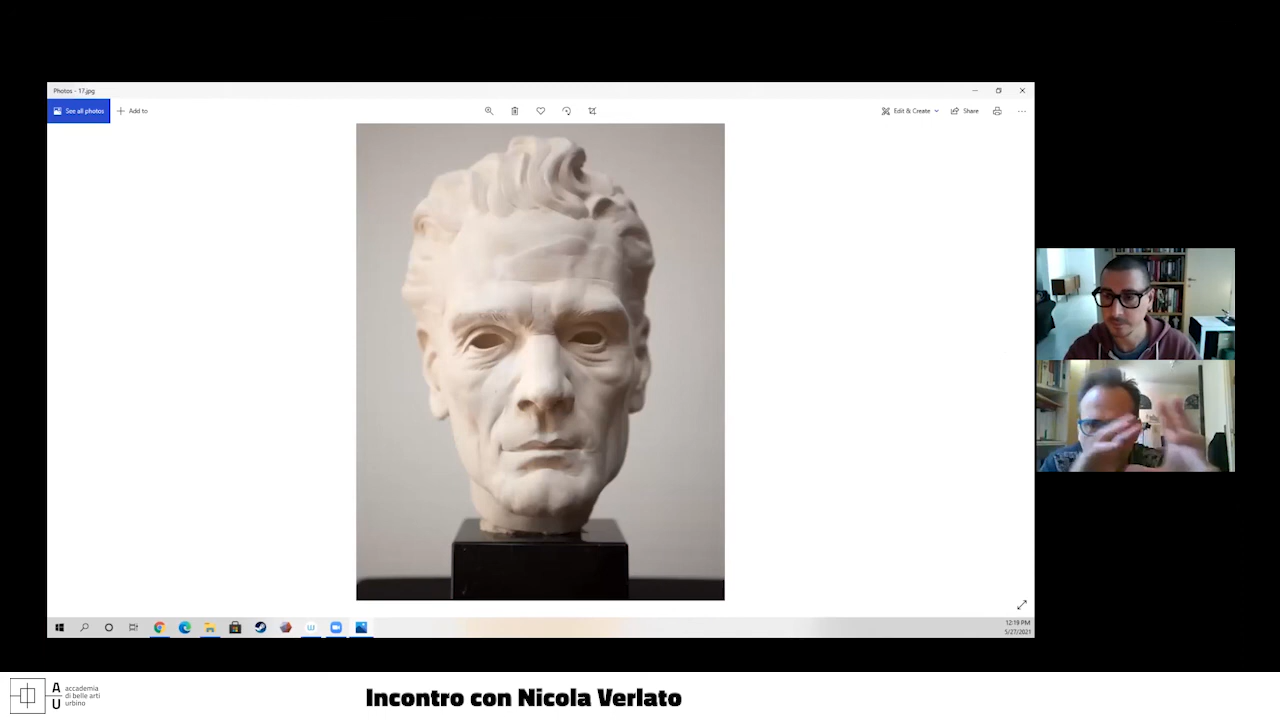 Photos - 17.jpg
See all photos
Add to
Edit & Create
Share
12:19 PM
5/27/2021
A
U
accademia
di belle arti
urbino
Incontro con Nicola Verlato